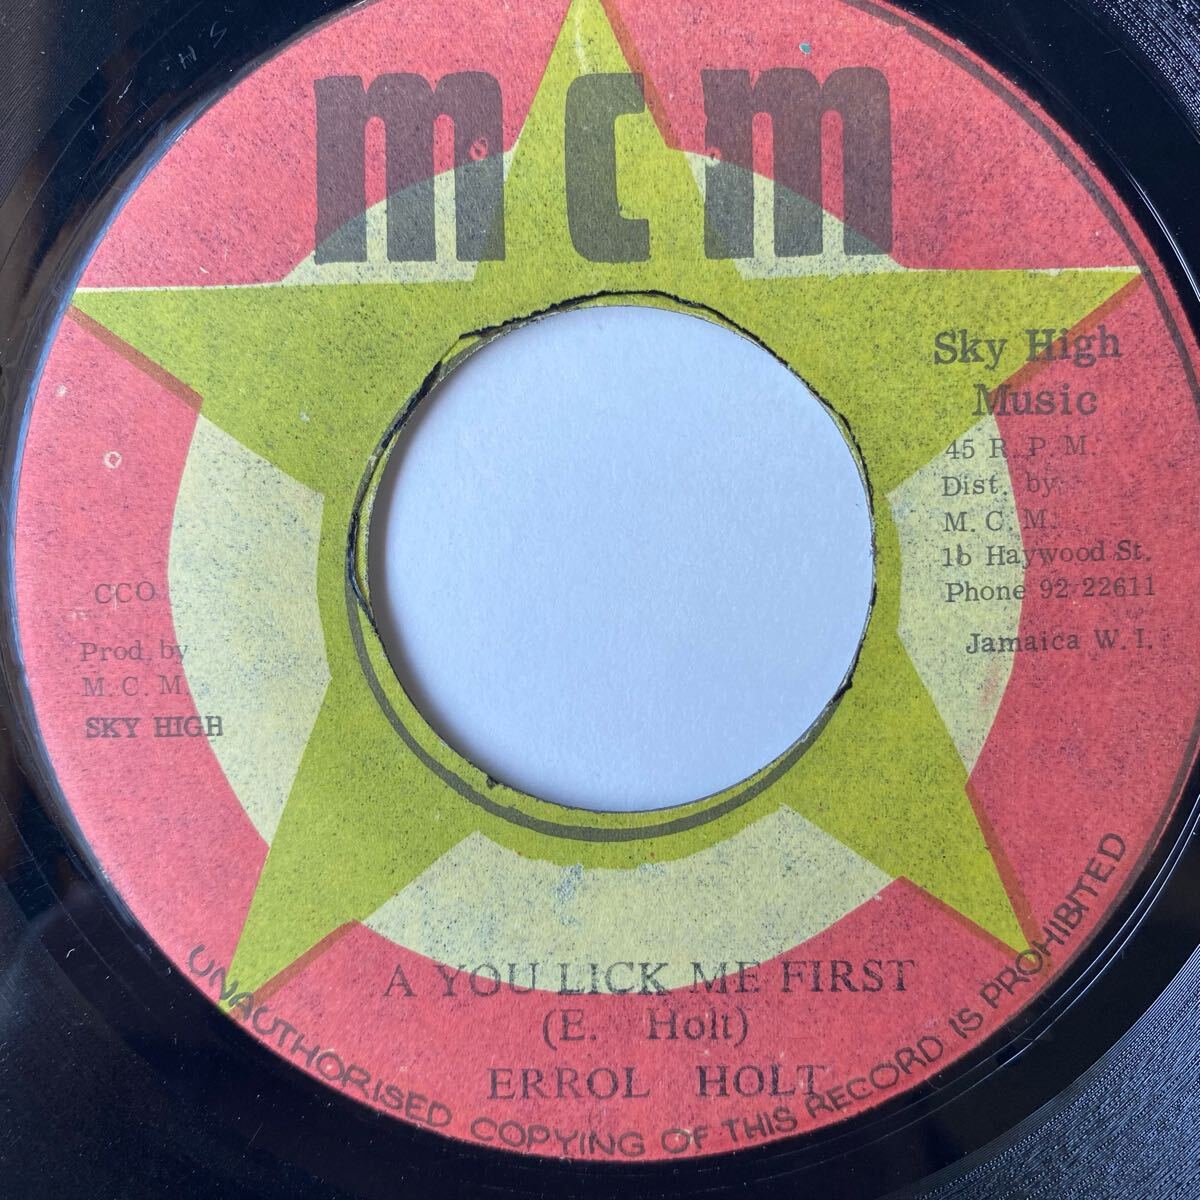 mcm
Sky High
Music
45 R. P. M.
Dist. by
M. C. M.
1b Haywood St.
Phone 92 22611
Jamaica W. I.
CCO
Prod. by
M. C. M.
SKY HIGH
A YOU LICK ME FIRST
(E. Holt)
ERROL HOLT
UNAUTHORISED COPYING OF THIS RECORD IS PROHIBITED